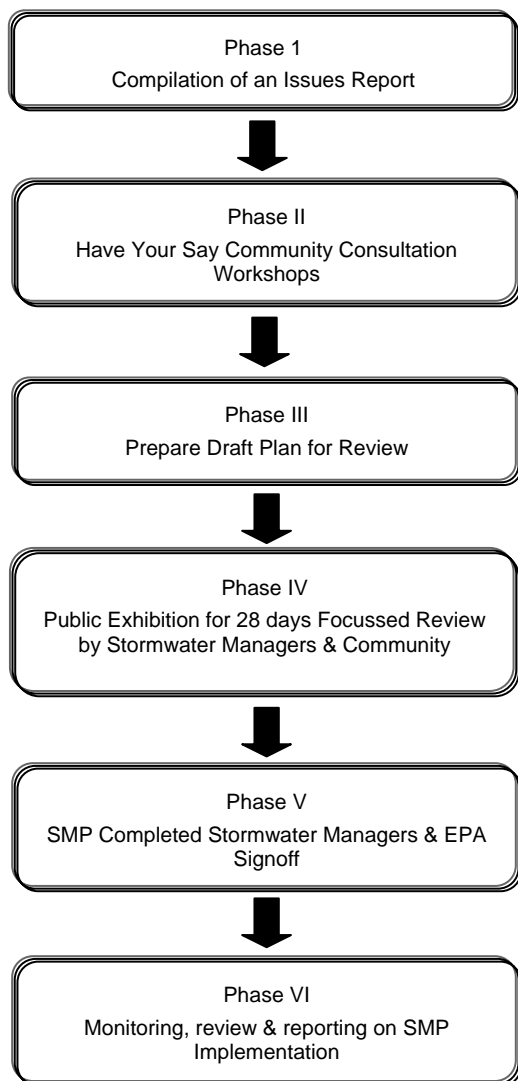 Phase 1
Compilation of an Issues Report
Phase II
Have Your Say Community Consultation
Workshops
Phase III
Prepare Draft Plan for Review
Phase IV
Public Exhibition for 28 days Focussed Review
by Stormwater Managers & Community
Phase V
SMP Completed Stormwater Managers & EPA
Signoff
Phase VI
Monitoring, review & reporting on SMP
Implementation